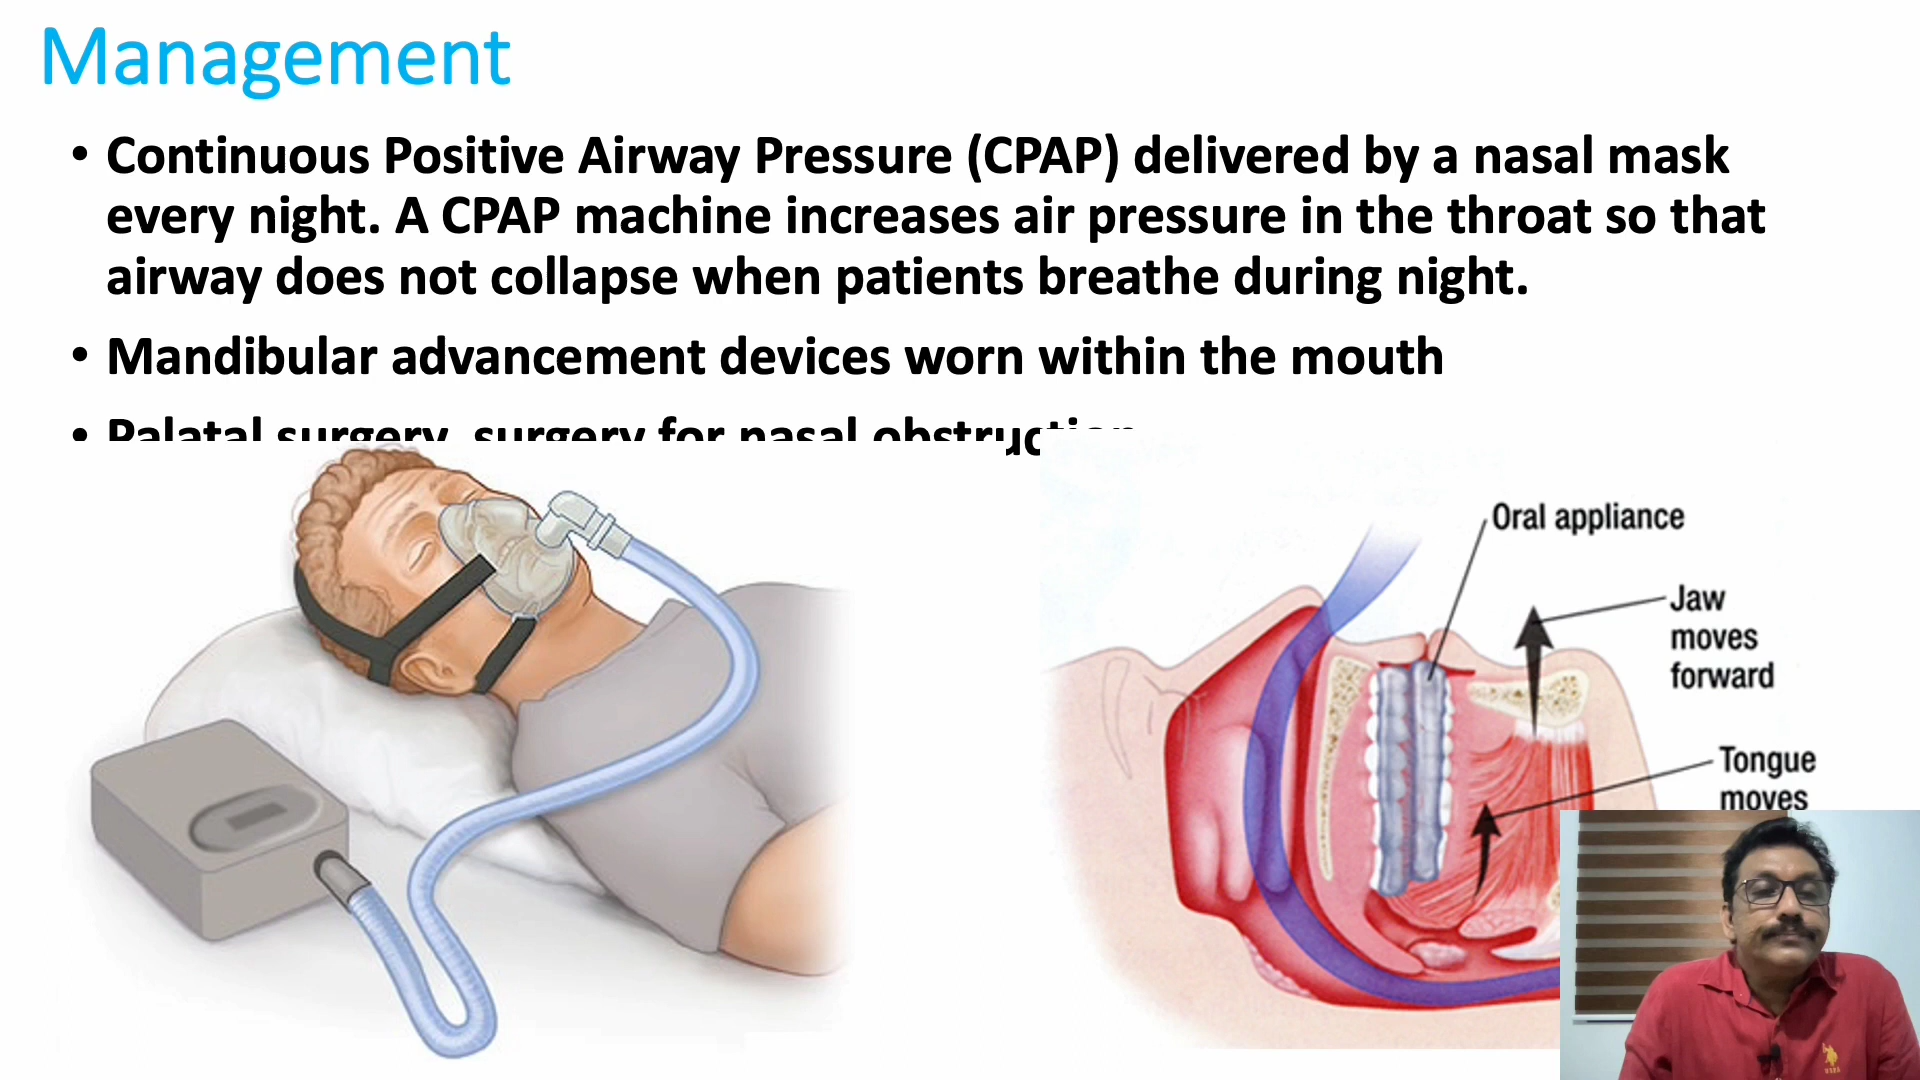 Management
• Continuous Positive Airway Pressure (CPAP) delivered by a nasal mask
every night. A CPAP machine increases air pressure in the throat so that
airway does not collapse when patients breathe during night.
• Mandibular advancement devices worn within the mouth
• Palatal surgery, surgery for nasal obstruction
Oral appliance
Jaw
moves
forward
Tongue
moves